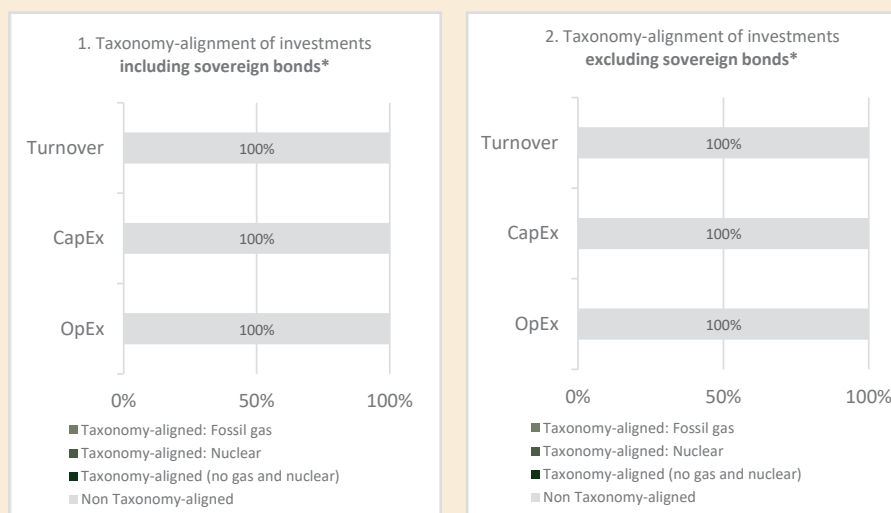 1. Taxonomy-alignment of investments
including sovereign bonds*
Turnover
100%
CapEx
100%
OpEx
100%
0%
50%
100%
Taxonomy-aligned: Fossil gas
Taxonomy-aligned: Nuclear
Taxonomy-aligned (no gas and nuclear)
Non Taxonomy-aligned
2. Taxonomy-alignment of investments
excluding sovereign bonds*
Turnover
100%
CapEx
100%
OpEx
100%
0%
50%
100%
Taxonomy-aligned: Fossil gas
Taxonomy-aligned: Nuclear
Taxonomy-aligned (no gas and nuclear)
Non Taxonomy-aligned